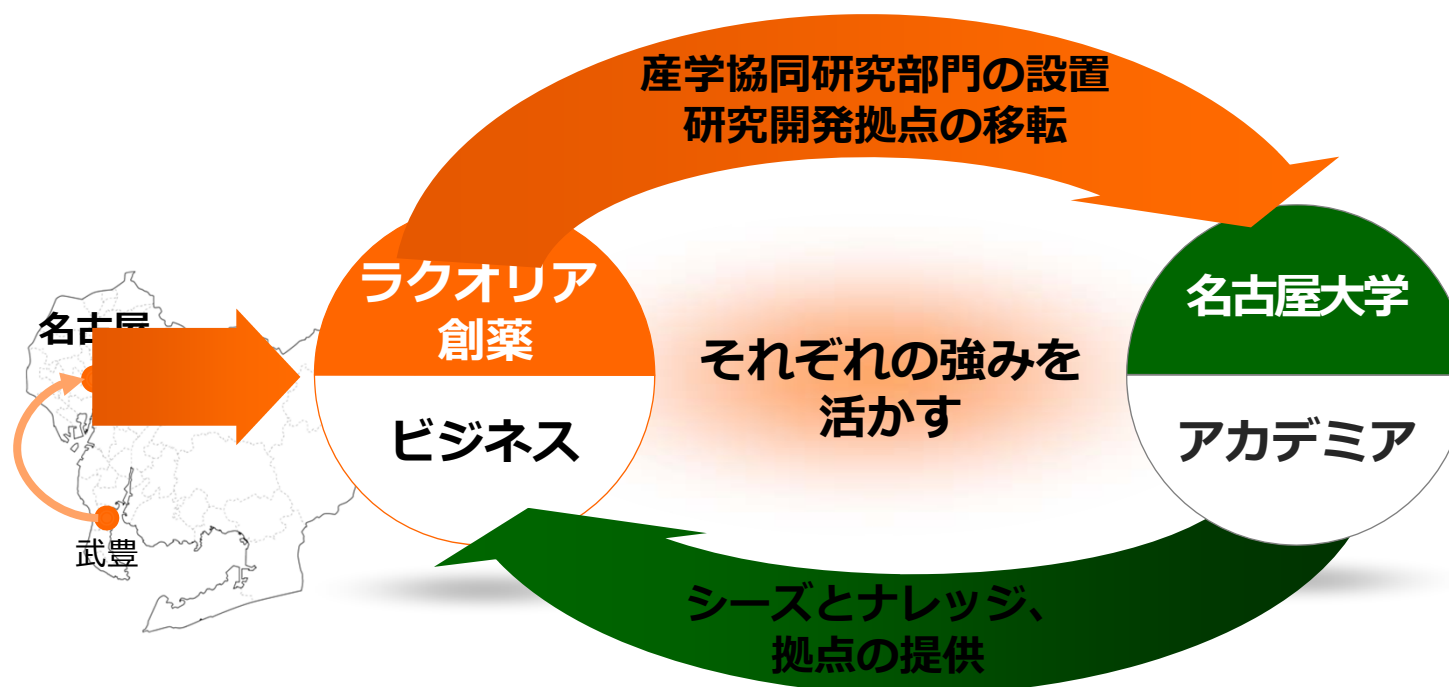 産学協同研究部門の設置
研究開発拠点の移転
ラクオリア
創薬
ビジネス
名古屋大学
アカデミア
それぞれの強みを
活かす
名古屋
武豊
シーズとナレッジ、
拠点の提供